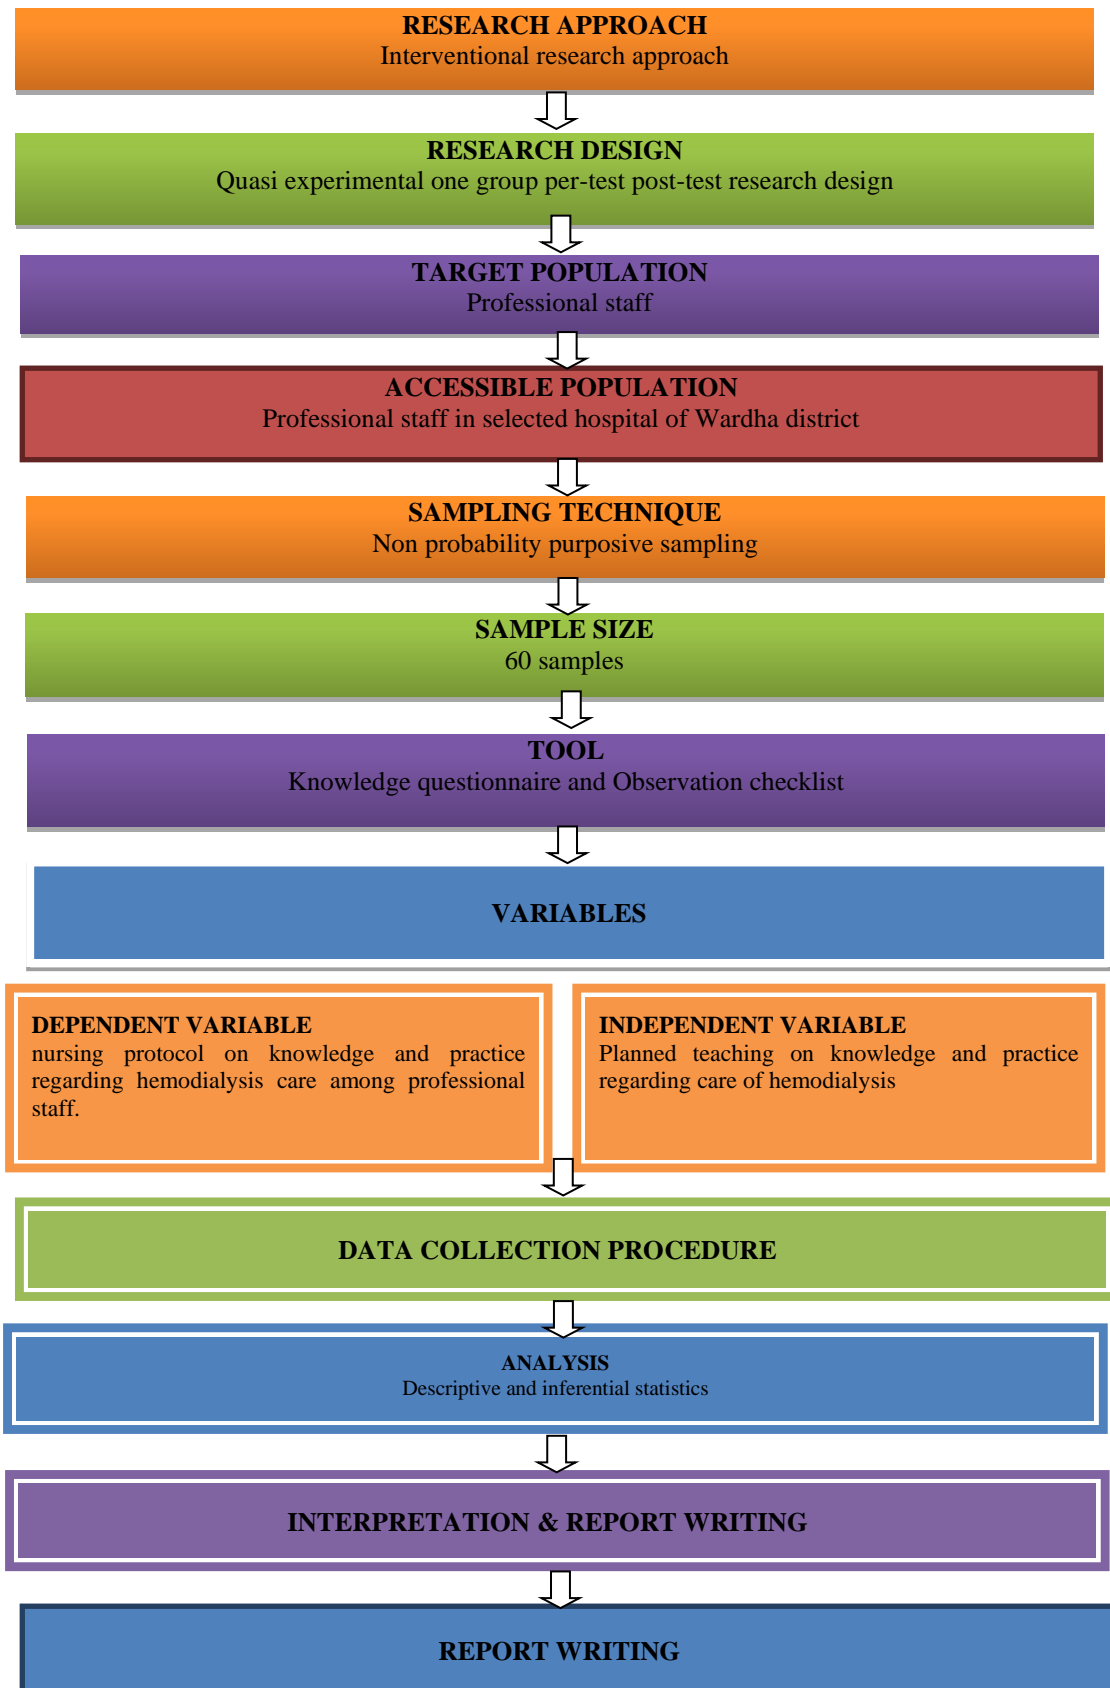 RESEARCH APPROACH
Interventional research approach
RESEARCH DESIGN
Quasi experimental one group per-test post-test research design
TARGET POPULATION
Professional staff
ACCESSIBLE POPULATION
Professional staff in selected hospital of Wardha district
SAMPLING TECHNIQUE
Non probability purposive sampling
SAMPLE SIZE
60 samples
TOOL
Knowledge questionnaire and Observation checklist
VARIABLES
DEPENDENT VARIABLE
nursing protocol on knowledge and practice
regarding hemodialysis care among professional
staff.
INDEPENDENT VARIABLE
Planned teaching on knowledge and practice
regarding care of hemodialysis
DATA COLLECTION PROCEDURE
ANALYSIS
Descriptive and inferential statistics
INTERPRETATION & REPORT WRITING
REPORT WRITING